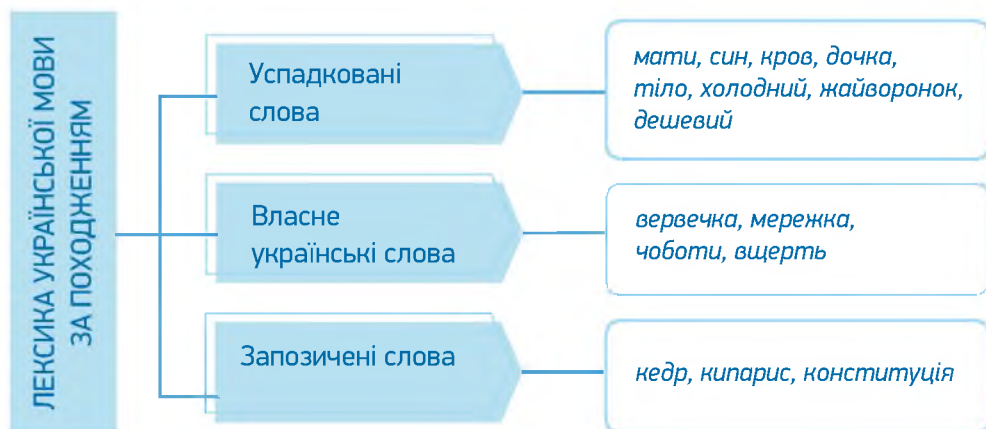 ЛЕКСИКА УКРАЇНСЬКОЇ МОВИ
ЗА ПОХОДЖЕННЯМ
Успадковані
слова
мати, син, кров, дочка,
тіло, холодний, жайворонок,
дешевий
Власне
українські слова
вервечка, мережка,
чоботи, вщерть
Запозичені слова
кедр, кипарис, конституція